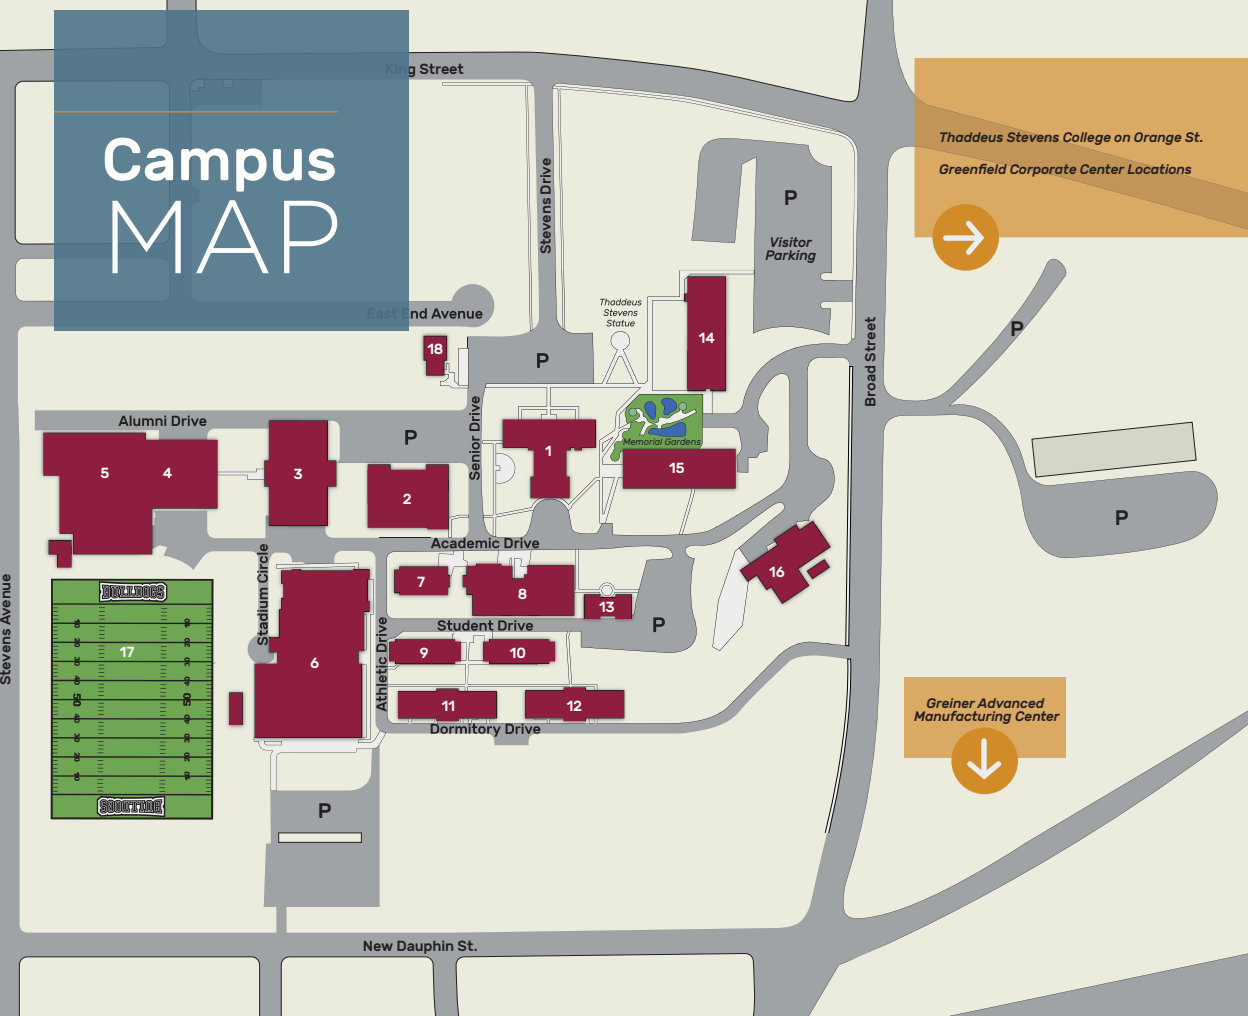 King Street
Campus
MAP
Thaddeus Stevens College on Orange St.
Greenfield Corporate Center Locations
Stevens Drive
P
Visitor
Parking
East End Avenue
Thaddeus
Stevens
Statue
14
P
Broad Street
18
P
Alumni Drive
P
Senior Drive
1
Memorial Gardens
15
5
4
3
2
P
Academic Drive
Stevens Avenue
Stadium Circle
7
8
13
16
BULLDOGS
17
Student Drive
P
9
10
6
Athletic Drive
11
12
Dormitory Drive
50
50
Greiner Advanced
Manufacturing Center
BULLDOGS
P
New Dauphin St.